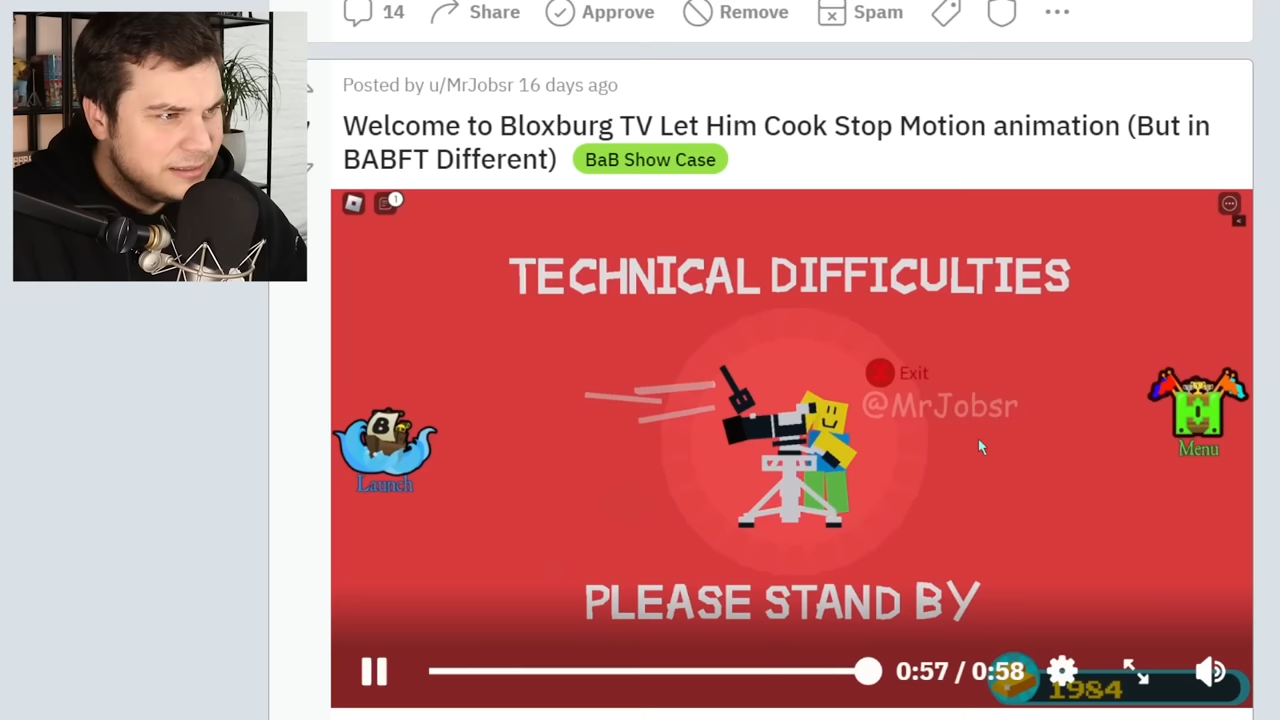 14 Share Approve Remove Spam
Posted by u/MrJobsr 16 days ago
Welcome to Bloxburg TV Let Him Cook Stop Motion animation (But in
BABFT Different) BaB Show Case
1
TECHNICAL DIFFICULTIES
Exit
@MrJobsr
B
Launch
Menu
PLEASE STAND BY
0:57 / 0:58
1984